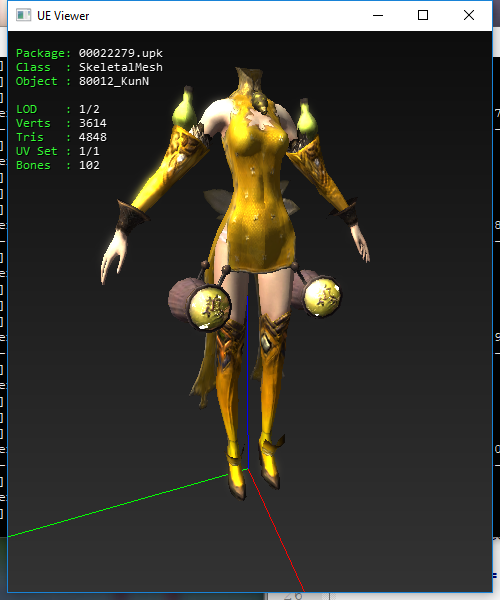 UE Viewer
Package: 00022279.upk
Class : SkeletalMesh
Object : 80012_KunN
LOD : 1/2
Verts : 3614
Tris : 4848
UV Set : 1/1
Bones : 102